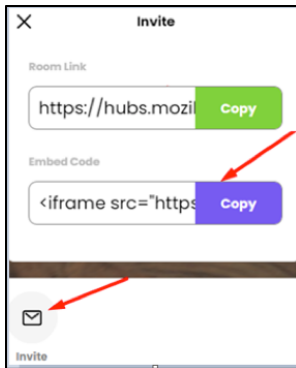 Invite
Room Link
https://hubs.mozil
Copy
Embed Code
<iframe src="https
Copy
Invite